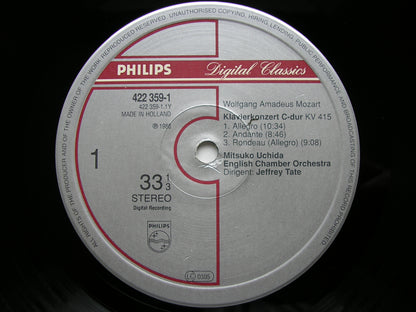 ALL RIGHTS OF THE PRODUCER AND OF THE OWNER OF THE WORK REPRODUCED RESERVED. UNAUTHORISED COPYING, HIRING, LENDING, PUBLIC PERFORMANCE AND BROADCASTING OF THIS RECORD PROHIBITED
PHILIPS
Digital Classics
422 359-1
422 359-1.1Y
MADE IN HOLLAND
Ⓟ 1988
1
33 1/3
STEREO
Digital Recording
PHILIPS
Wolfgang Amadeus Mozart
Klavierkonzert C-dur KV 415
1. Allegro (10:34)
2. Andante (8:46)
3. Rondeau (Allegro) (9:08)
Mitsuko Uchida
English Chamber Orchestra
Dirigent: Jeffrey Tate
LC 0305